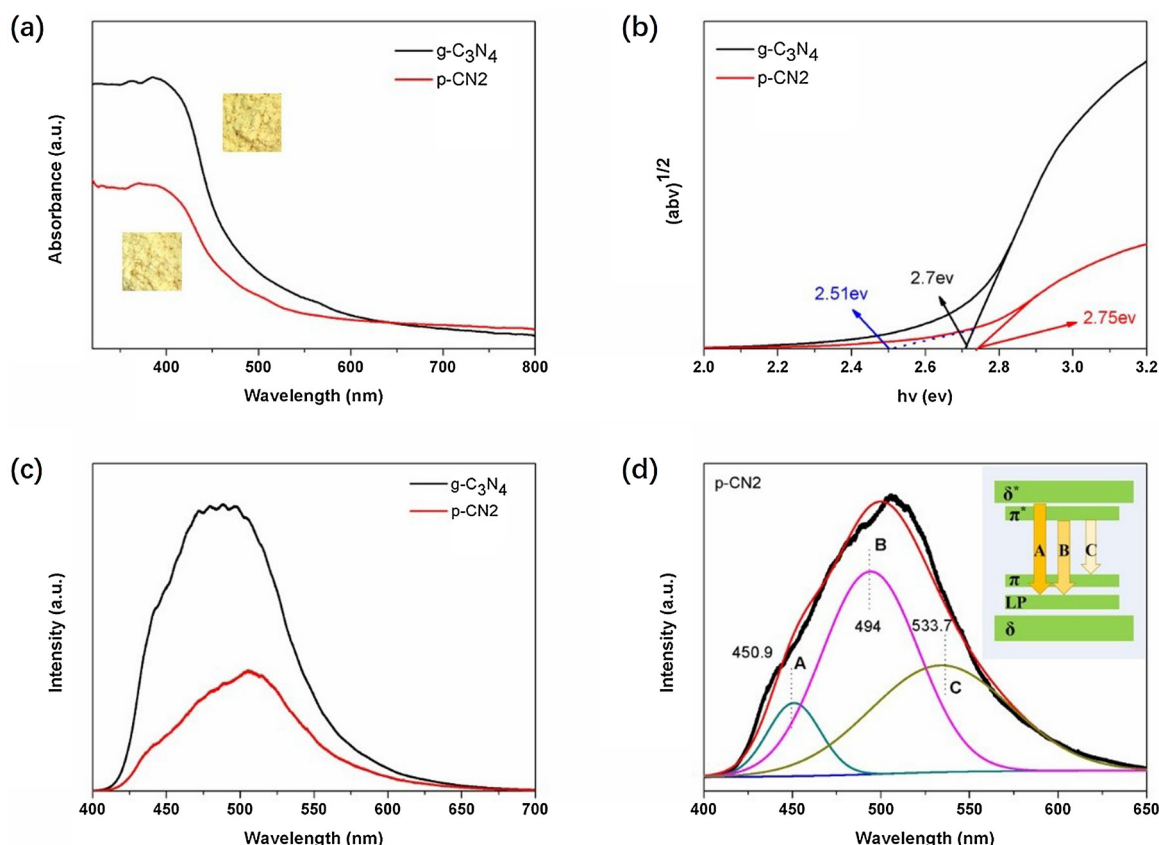 (a)
g-C₃N₄
p-CN2
Absorbance (a.u.)
400 500 600 700 800
Wavelength (nm)
(b)
g-C₃N₄
p-CN2
(abv)^1/2
2.51ev
2.7ev
2.75ev
2.0 2.2 2.4 2.6 2.8 3.0 3.2
hv (ev)
(c)
g-C₃N₄
p-CN2
Intensity (a.u.)
400 450 500 550 600 650 700
Wavelength (nm)
(d)
p-CN2
Intensity (a.u.)
450.9
A
B
494
533.7
C
δ*
π*
A B C
π
LP
δ
400 450 500 550 600 650
Wavelength (nm)